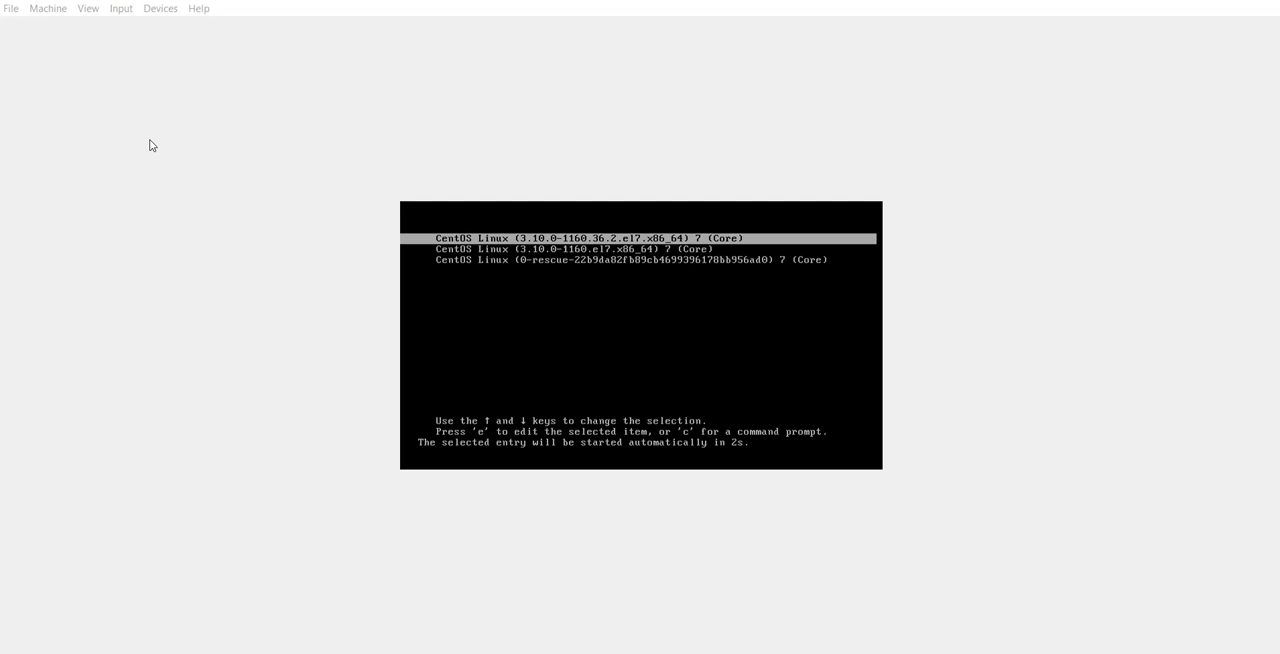 File Machine View Input Devices Help
CentOS Linux (3.10.0-1160.36.2.el7.x86_64) 7 (Core)
CentOS Linux (3.10.0-1160.el7.x86_64) 7 (Core)
CentOS Linux (0-rescue-22b9da82fb89cb4699396178bb956ad0) 7 (Core)
Use the ↑ and ↓ keys to change the selection.
Press 'e' to edit the selected item, or 'c' for a command prompt.
The selected entry will be started automatically in 2s.